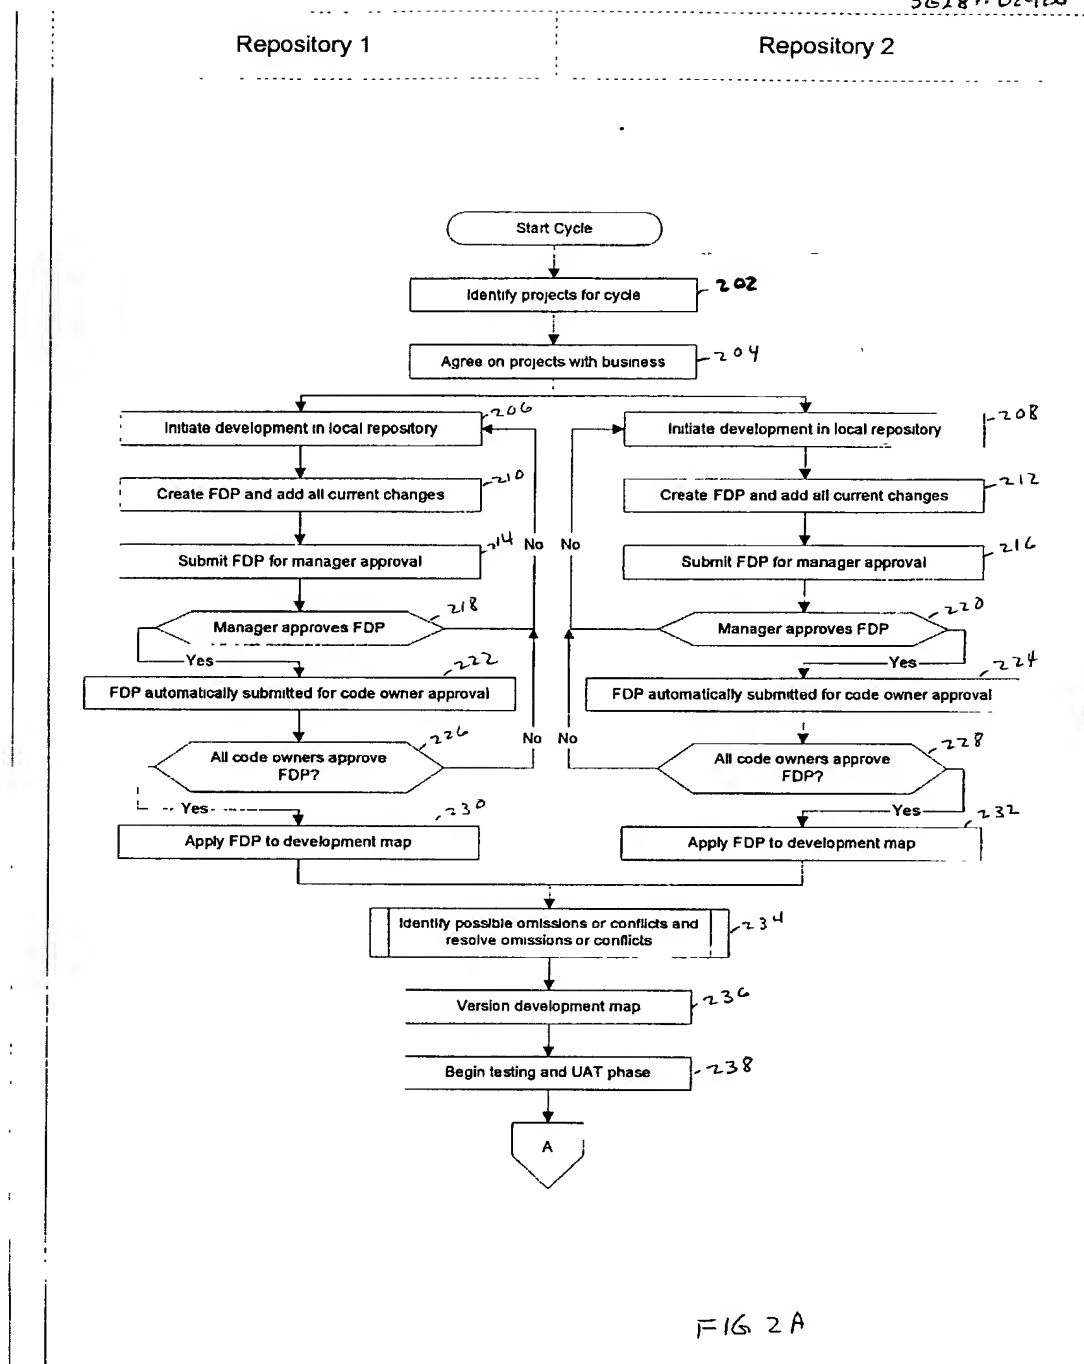 Repository 1
Repository 2
Start Cycle
Identify projects for cycle
202
Agree on projects with business
204
Initiate development in local repository
206
Initiate development in local repository
208
Create FDP and add all current changes
210
Create FDP and add all current changes
212
Submit FDP for manager approval
214
No
No
Submit FDP for manager approval
216
Manager approves FDP
218
Manager approves FDP
220
Yes
Yes
FDP automatically submitted for code owner approval
222
FDP automatically submitted for code owner approval
224
All code owners approve
FDP?
226
No
No
All code owners approve
FDP?
228
Yes
Yes
Apply FDP to development map
230
Apply FDP to development map
232
Identify possible omissions or conflicts and
resolve omissions or conflicts
234
Version development map
236
Begin testing and UAT phase
238
A
FIG 2A